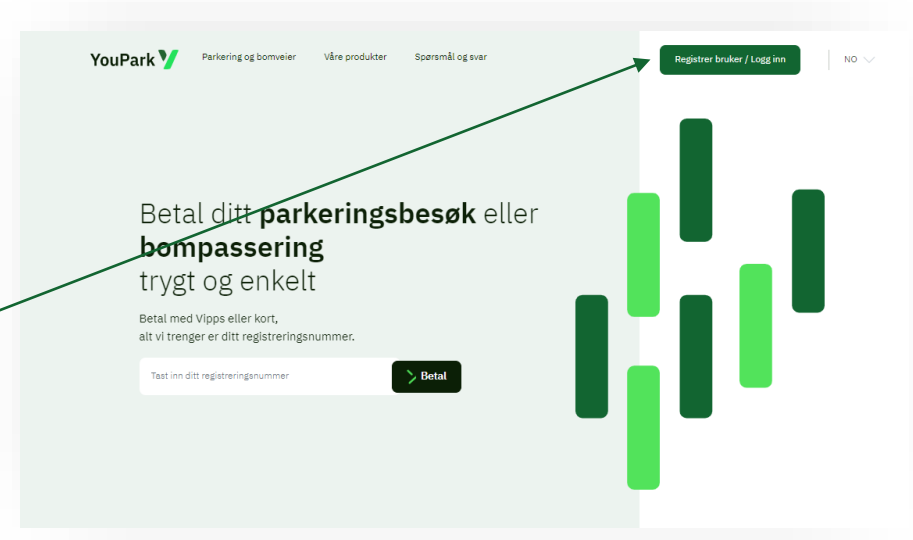 YouPark
Parkering og bomveier
Våre produkter
Spørsmål og svar
Registrer bruker / Logg inn
NO
Betal ditt parkeringsbesøk eller
bompassering
trygt og enkelt
Betal med Vipps eller kort,
alt vi trenger er ditt registreringsnummer.
Tast inn ditt registreringsnummer
Betal